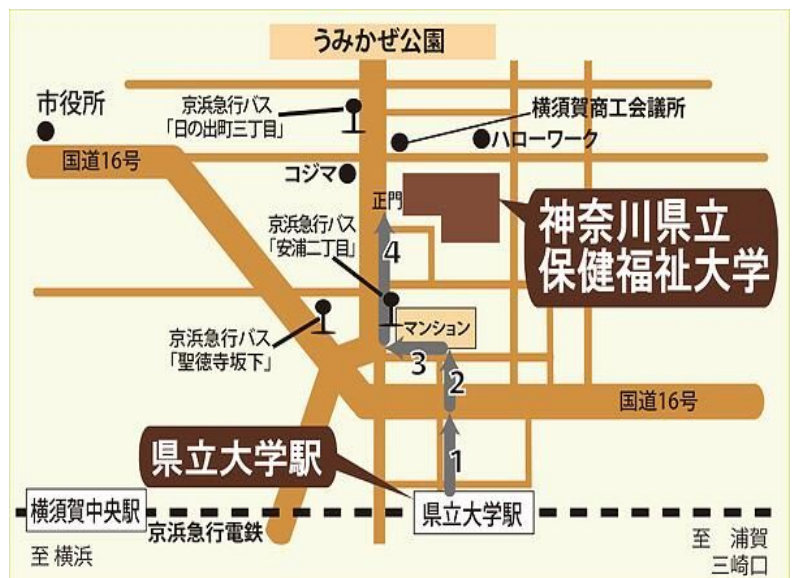 うみかぜ公園
市役所
京浜急行バス
「日の出町三丁目」
横須賀商工会議所
ハローワーク
国道16号
コジマ
正門
神奈川県立
保健福祉大学
京浜急行バス
「安浦二丁目」
4
マンション
京浜急行バス
「聖徳寺坂下」
3
2
国道16号
県立大学駅
1
横須賀中央駅
京浜急行電鉄
県立大学駅
至 横浜
至 浦賀
三崎口